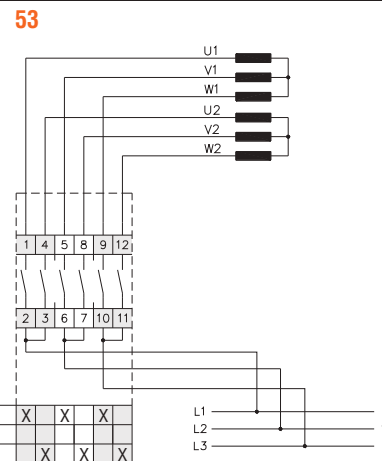 53
U1
V1
W1
U2
V2
W2
1 4 5 8 9 12
2 3 6 7 10 11
X X X
L1
L2
L3
X X X